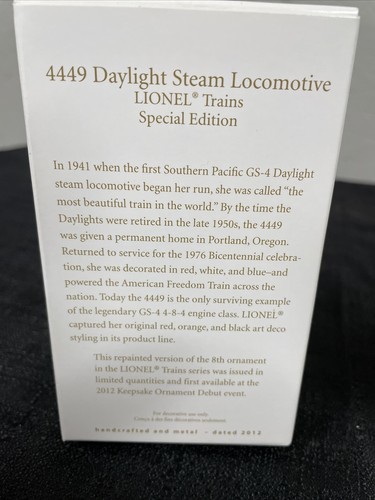 4449 Daylight Steam Locomotive
LIONEL® Trains
Special Edition
In 1941 when the first Southern Pacific GS-4 Daylight
steam locomotive began her run, she was called “the
most beautiful train in the world.” By the time the
Daylights were retired in the late 1950s, the 4449
was given a permanent home in Portland, Oregon.
Returned to service for the 1976 Bicentennial celebra-
tion, she was decorated in red, white, and blue–and
powered the American Freedom Train across the
nation. Today the 4449 is the only surviving example
of the legendary GS-4 4-8-4 engine class. LIONEL®
captured her original red, orange, and black art deco
styling in its product line.
This repainted version of the 8th ornament
in the LIONEL® Trains series was issued in
limited quantities and first available at the
2012 Keepsake Ornament Debut event.
For decorative use only.
Conçu à des fins décoratives seulement.
handcrafted and metal – dated 2012